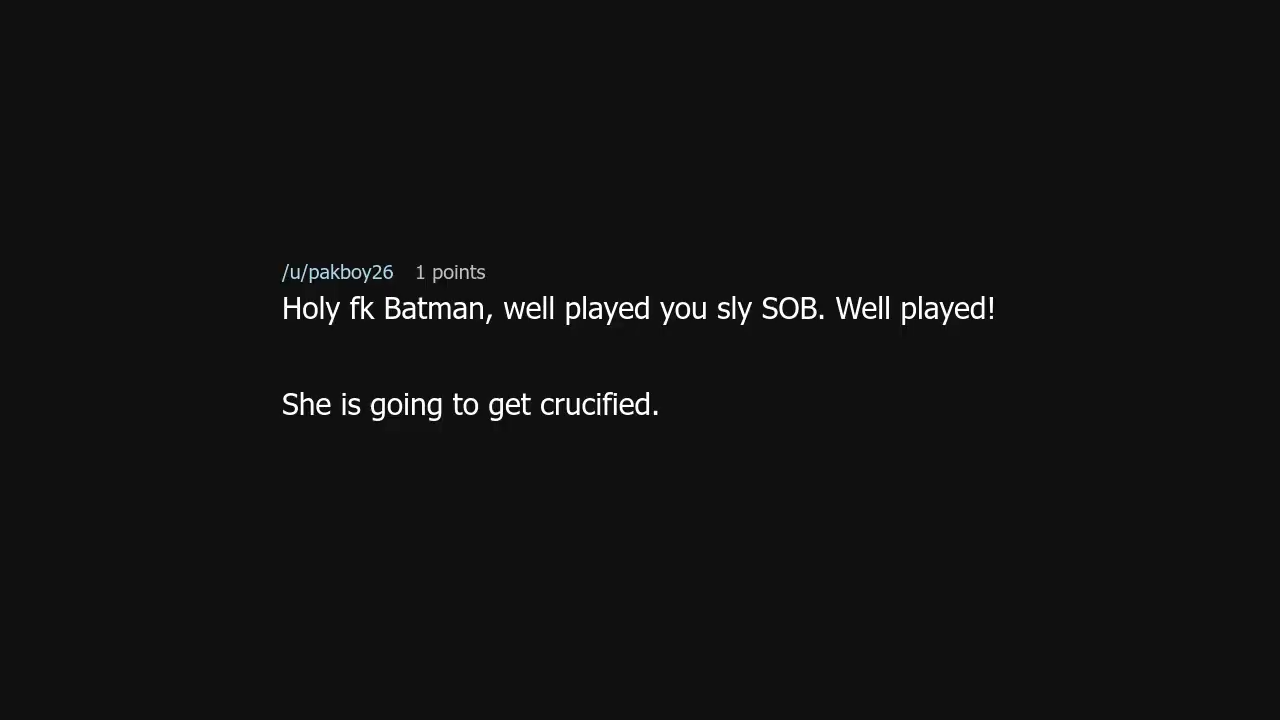 /u/pakboy26 1 points
Holy fk Batman, well played you sly SOB. Well played!
She is going to get crucified.